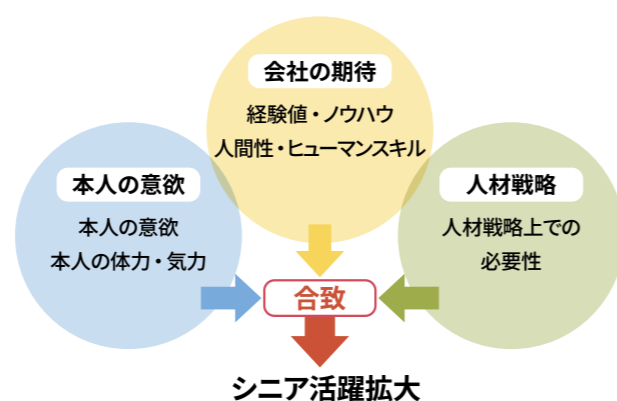 会社の期待
経験値・ノウハウ
人間性・ヒューマンスキル
本人の意欲
本人の意欲
本人の体力・気力
人材戦略
人材戦略上での
必要性
合致
シニア活躍拡大